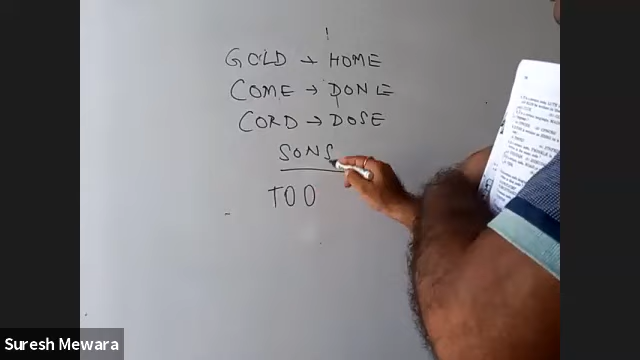 GOLD → HOME
COME → DONE
CORD → DOSE
SONS
TOO
Suresh Mewara